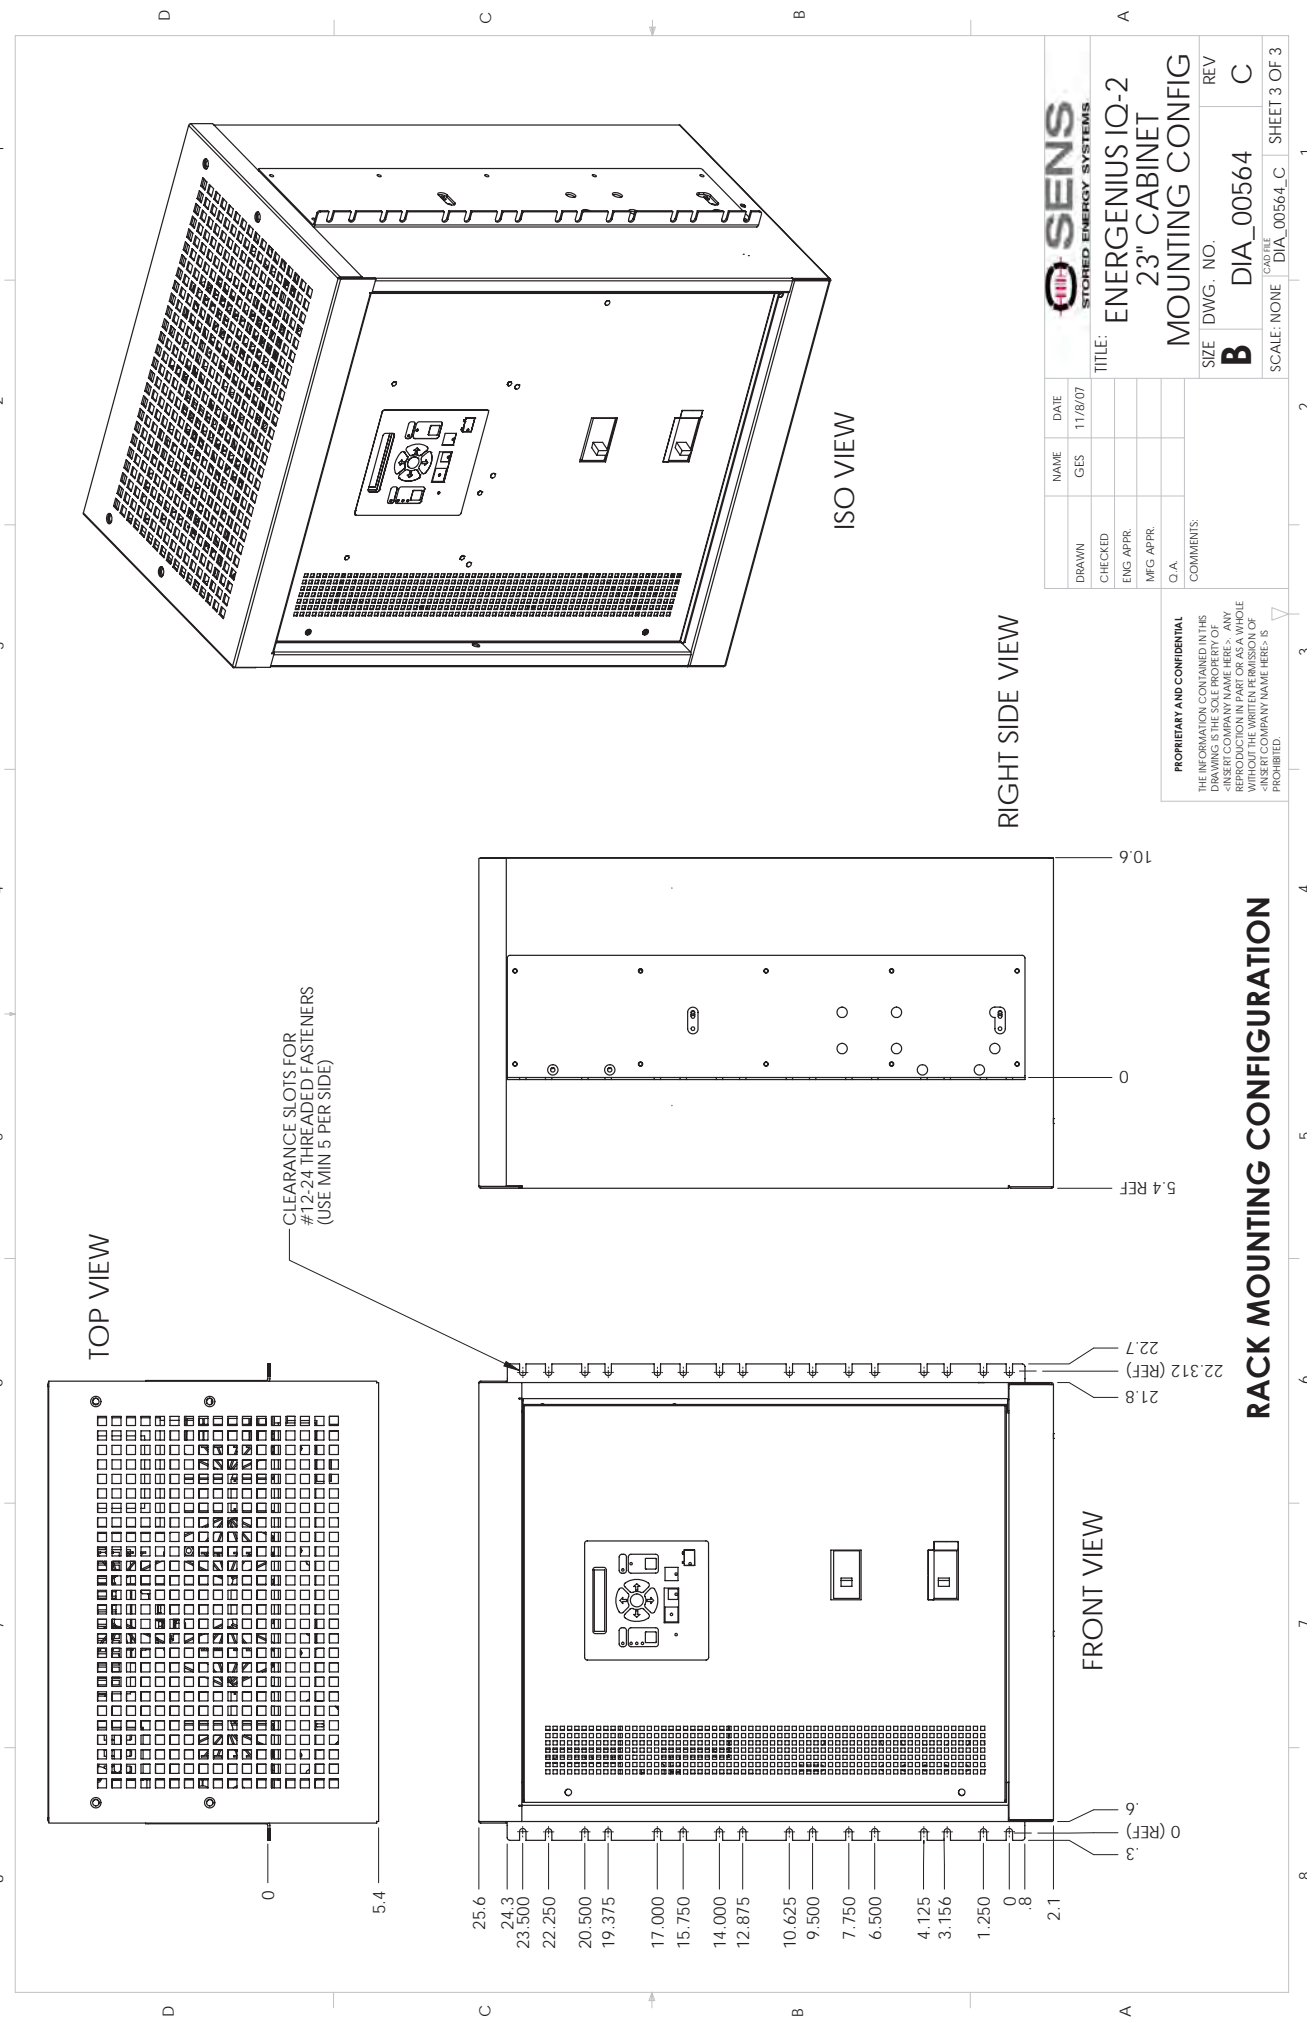 D
C
B
A
1
2
3
4
5
6
7
8
TOP VIEW
0
5.4
CLEARANCE SLOTS FOR
#12-24 THREADED FASTENERS
(USE MIN 5 PER SIDE)
ISO VIEW
25.6
24.3
23.500
22.250
20.500
19.375
17.000
15.750
14.000
12.875
10.625
9.500
7.750
6.500
4.125
3.156
1.250
0
.8
2.1
.3
0 (REF)
.6
21.8
22.312 (REF)
22.7
FRONT VIEW
5.4 REF
0
10.6
RIGHT SIDE VIEW
RACK MOUNTING CONFIGURATION
PROPRIETARY AND CONFIDENTIAL
THE INFORMATION CONTAINED IN THIS
DRAWING IS THE SOLE PROPERTY OF
<INSERT COMPANY NAME HERE>. ANY
REPRODUCTION IN PART OR AS A WHOLE
WITHOUT THE WRITTEN PERMISSION OF
<INSERT COMPANY NAME HERE> IS
PROHIBITED.
NAME DATE
DRAWN GES 11/8/07
CHECKED
ENG APPR.
MFG APPR.
Q.A.
COMMENTS:
SENS
STORED ENERGY SYSTEMS
TITLE:
ENERGENIUS IQ-2
23" CABINET
MOUNTING CONFIG
SIZE DWG. NO. REV
B DIA_00564 C
SCALE: NONE CAD FILE DIA_00564_C SHEET 3 OF 3
D
C
B
A
1
2
3
4
5
6
7
8